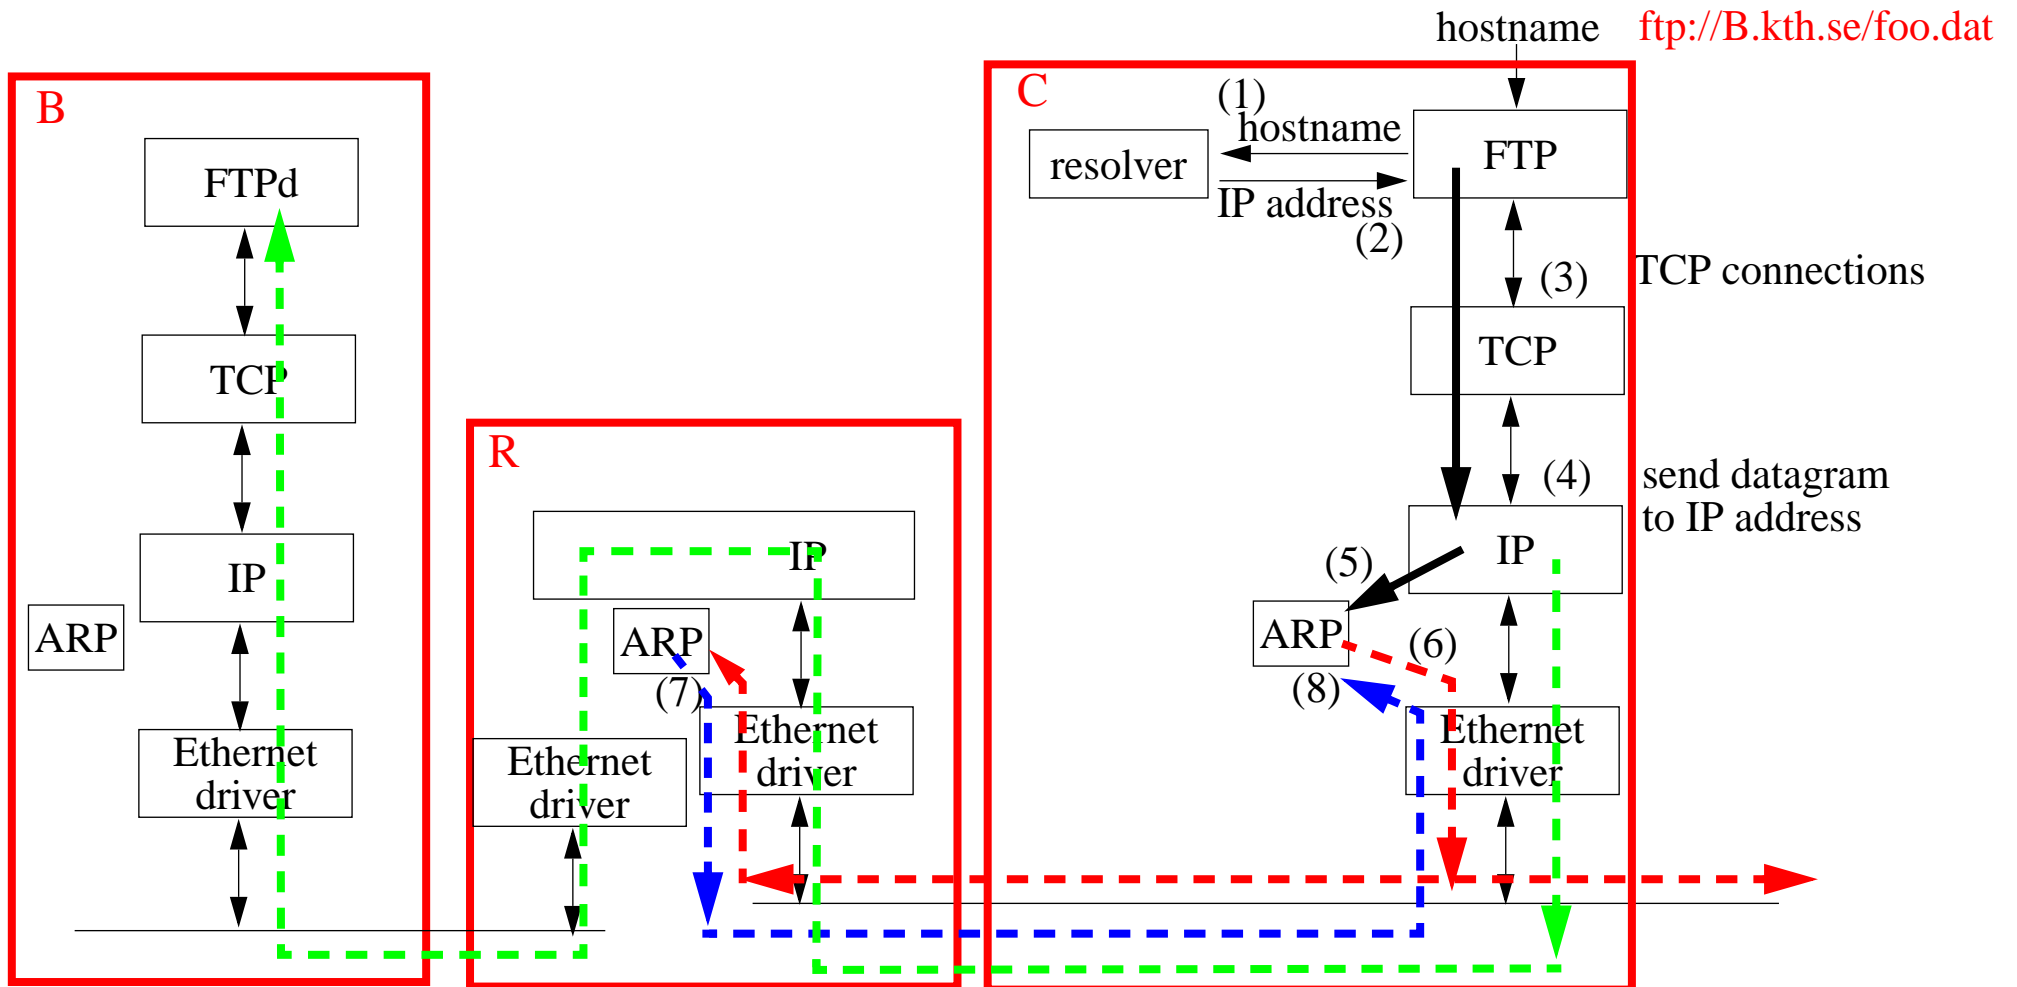 hostname ftp://B.kth.se/foo.dat
B
FTPd
TCP
IP
ARP
Ethernet
driver
R
IP
ARP
(7)
Ethernet
driver
Ethernet
driver
C
(1)
hostname
resolver
IP address
(2)
FTP
(3)
TCP connections
TCP
(4)
send datagram
to IP address
IP
(5)
ARP
(6)
(8)
Ethernet
driver